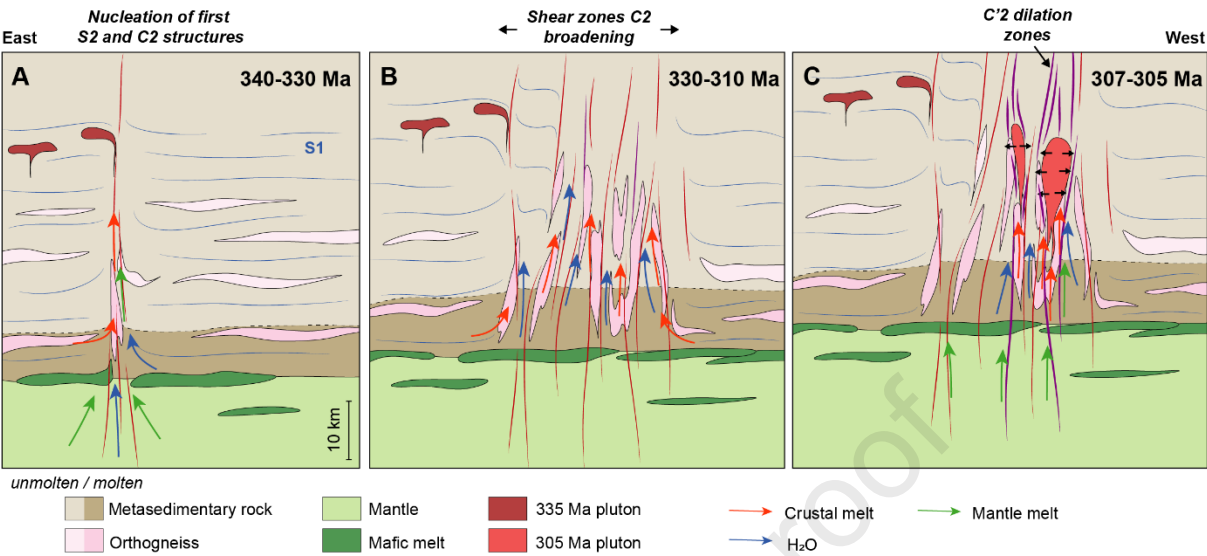 Nucleation of first
S2 and C2 structures
Shear zones C2
broadening
C'2 dilation
zones
East
West
A
340-330 Ma
B
330-310 Ma
C
307-305 Ma
S1
10 km
unmolten / molten
Metasedimentary rock
Orthogneiss
Mantle
Mafic melt
335 Ma pluton
305 Ma pluton
Crustal melt
H₂O
Mantle melt
roof